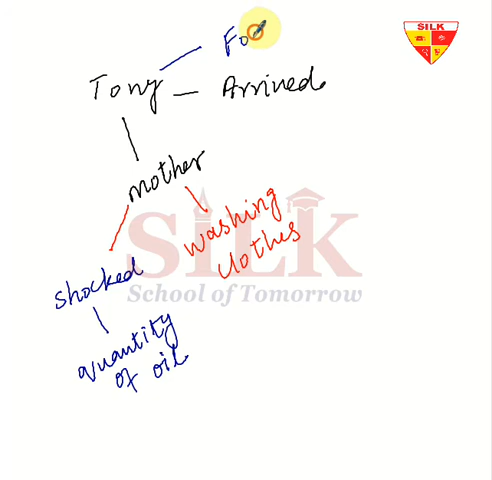 SILK
Fo
Tony – Arrived
mother
washing
clothes
SILK
shocked
School of Tomorrow
quantity
of oil